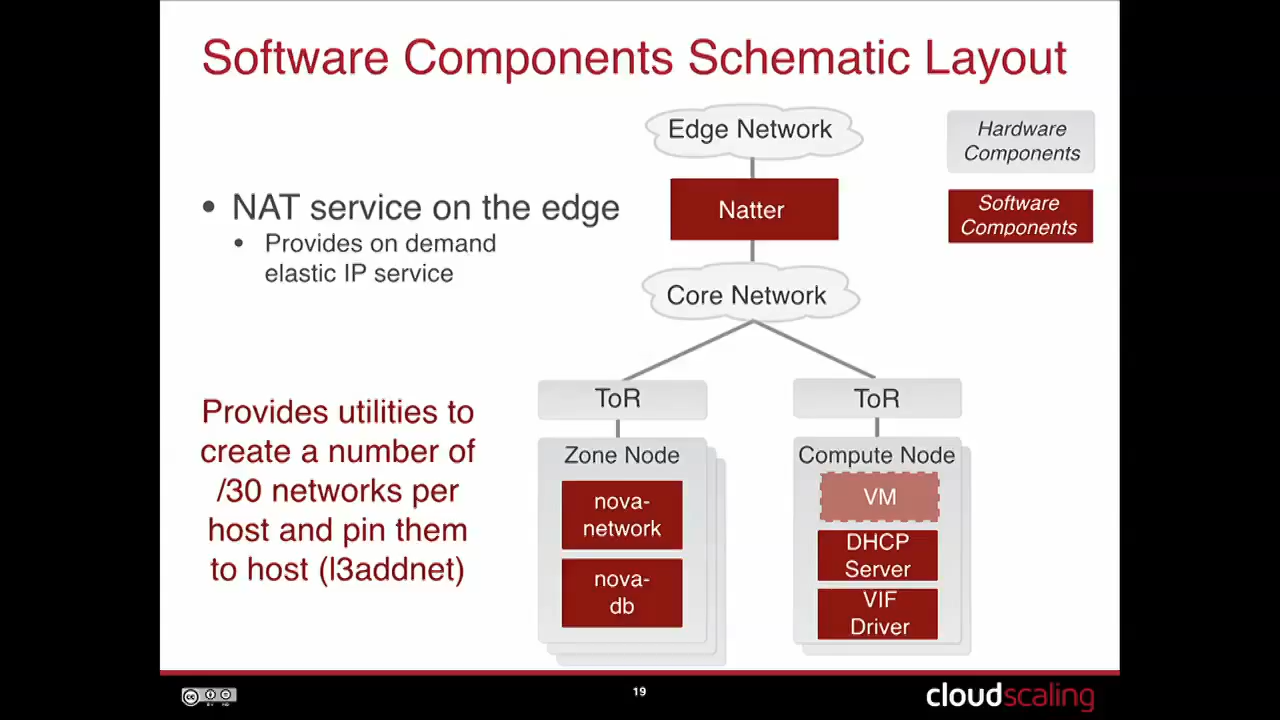 Software Components Schematic Layout
• NAT service on the edge
• Provides on demand
elastic IP service
Provides utilities to
create a number of
/30 networks per
host and pin them
to host (l3addnet)
Edge Network
Natter
Core Network
ToR
Zone Node
nova-
network
nova-
db
ToR
Compute Node
VM
DHCP
Server
VIF
Driver
Hardware
Components
Software
Components
19
cloudscaling